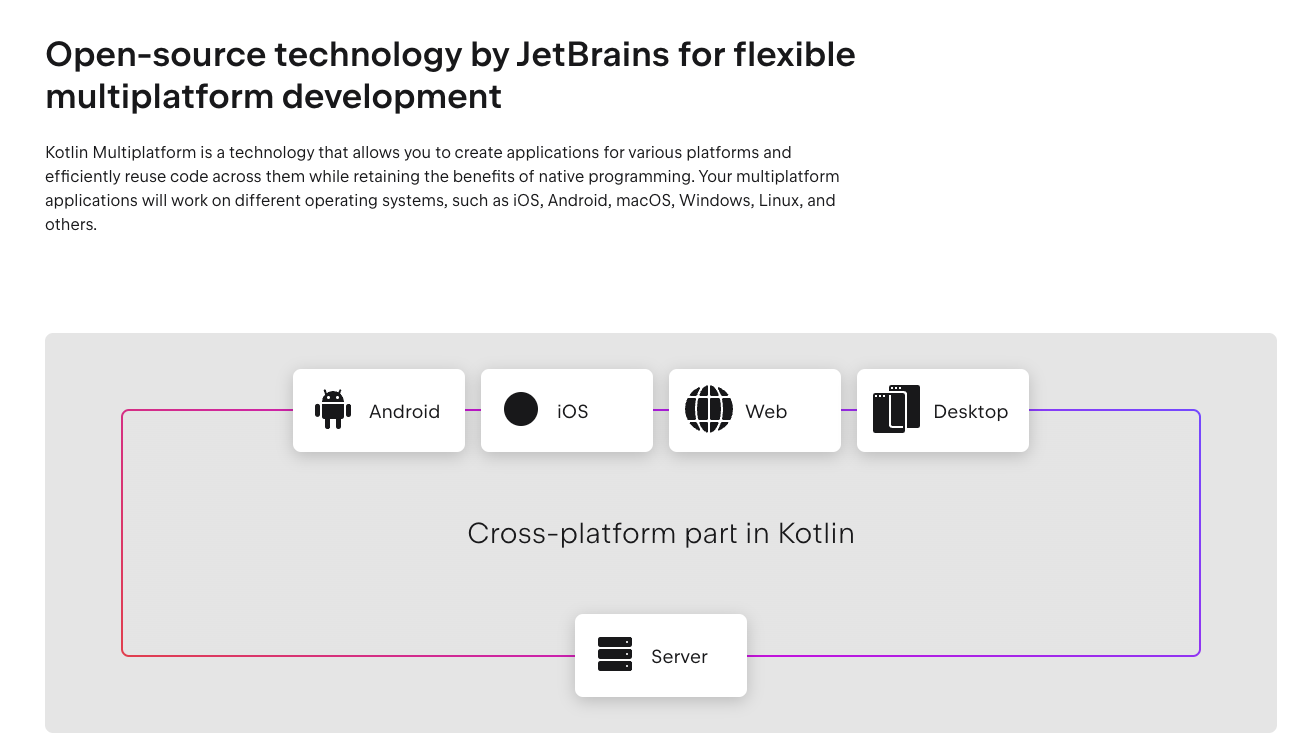 Open-source technology by JetBrains for flexible
multiplatform development
Kotlin Multiplatform is a technology that allows you to create applications for various platforms and
efficiently reuse code across them while retaining the benefits of native programming. Your multiplatform
applications will work on different operating systems, such as iOS, Android, macOS, Windows, Linux, and
others.
Android
iOS
Web
Desktop
Cross-platform part in Kotlin
Server